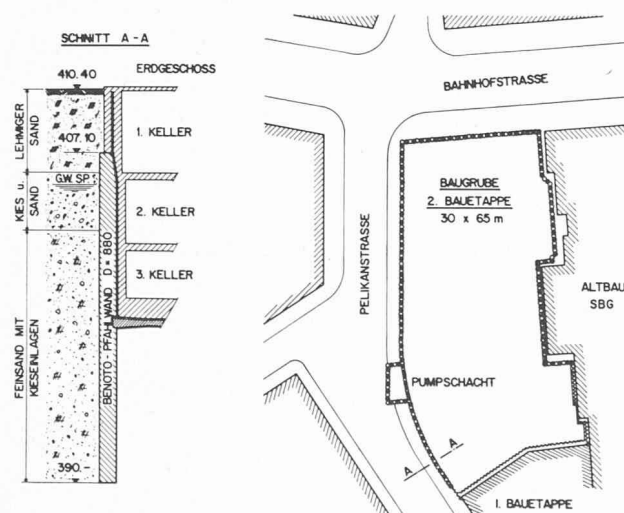 SCHNITT A-A
ERDGESCHOSS
410.40
LEHMIGER
SAND
407.10
1. KELLER
KIES u.
SAND
G.W. SP.
2. KELLER
3. KELLER
FEINSAND MIT
KIESEINLAGEN
BENOTTO-PFAHLWAND D = 880
390.-
BAHNHOFSTRASSE
BAUGRUBE
2. BAUETAPPE
30 x 65 m
PELIKANSTRASSE
ALTBAU
SBG
PUMPSCHACHT
A
A
I. BAUETAPPE